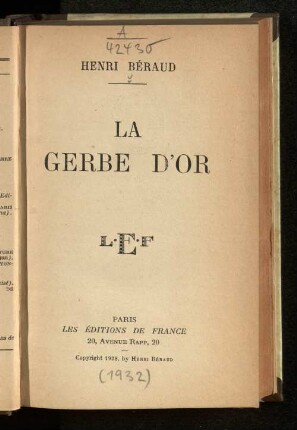 A
42430
HENRI BÉRAUD
LA
GERBE D'OR
L·E·F
PARIS
LES ÉDITIONS DE FRANCE
20, AVENUE RAPP, 20
Copyright by HENRI BÉRAUD
(1932)